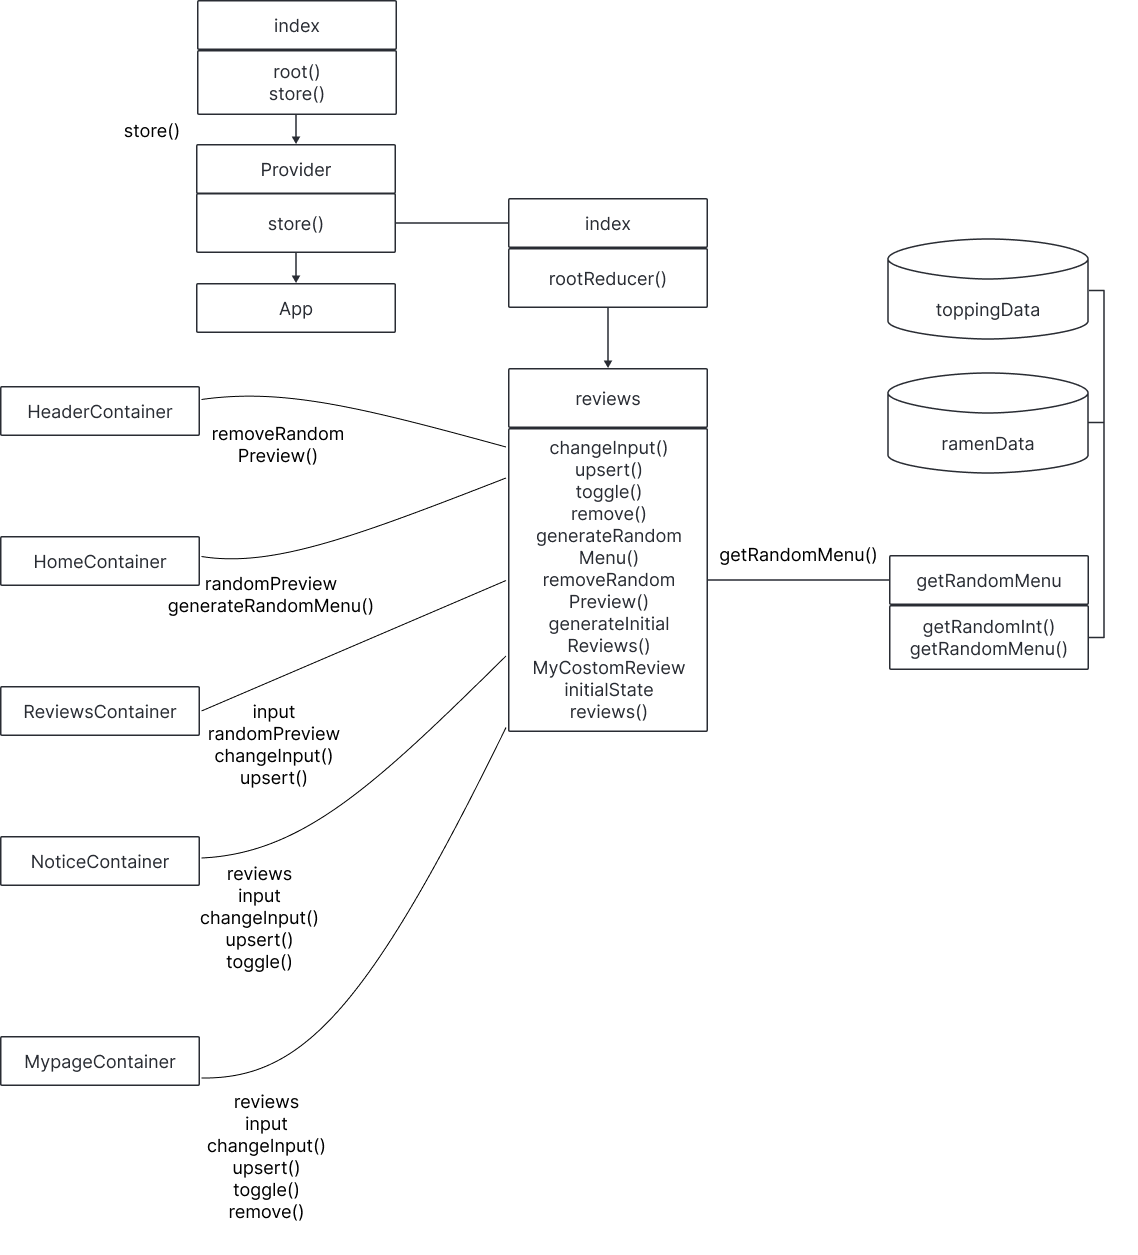 index
root()
store()
store()
Provider
store()
App
index
rootReducer()
toppingData
ramenData
HeaderContainer
removeRandom
Preview()
HomeContainer
randomPreview
generateRandomMenu()
ReviewsContainer
input
randomPreview
changeInput()
upsert()
NoticeContainer
reviews
input
changeInput()
upsert()
toggle()
MypageContainer
reviews
input
changeInput()
upsert()
toggle()
remove()
reviews
changeInput()
upsert()
toggle()
remove()
generateRandom
Menu()
removeRandom
Preview()
generateInitial
Reviews()
MyCostomReview
initialState
reviews()
getRandomMenu()
getRandomMenu
getRandomInt()
getRandomMenu()